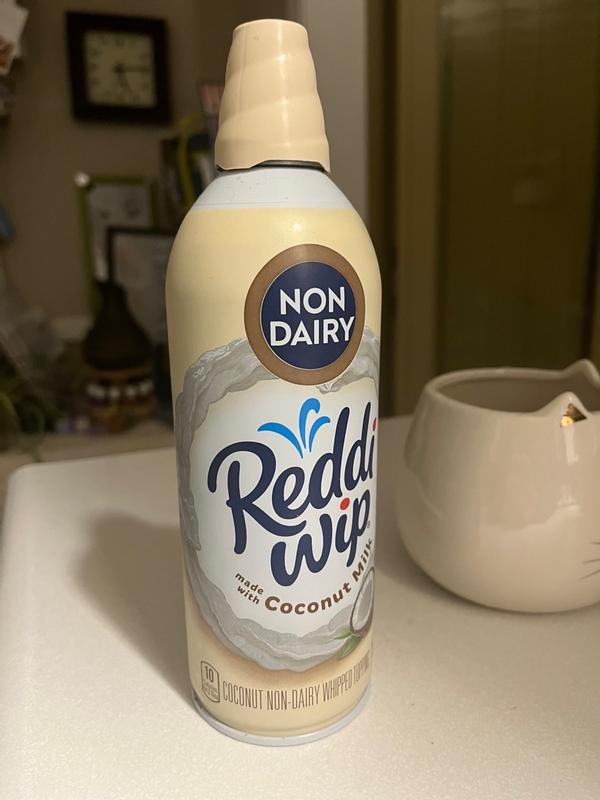 NON
DAIRY
Reddi
wip
made
with Coconut Milk
10
COCONUT NON-DAIRY WHIPPED TOPPING